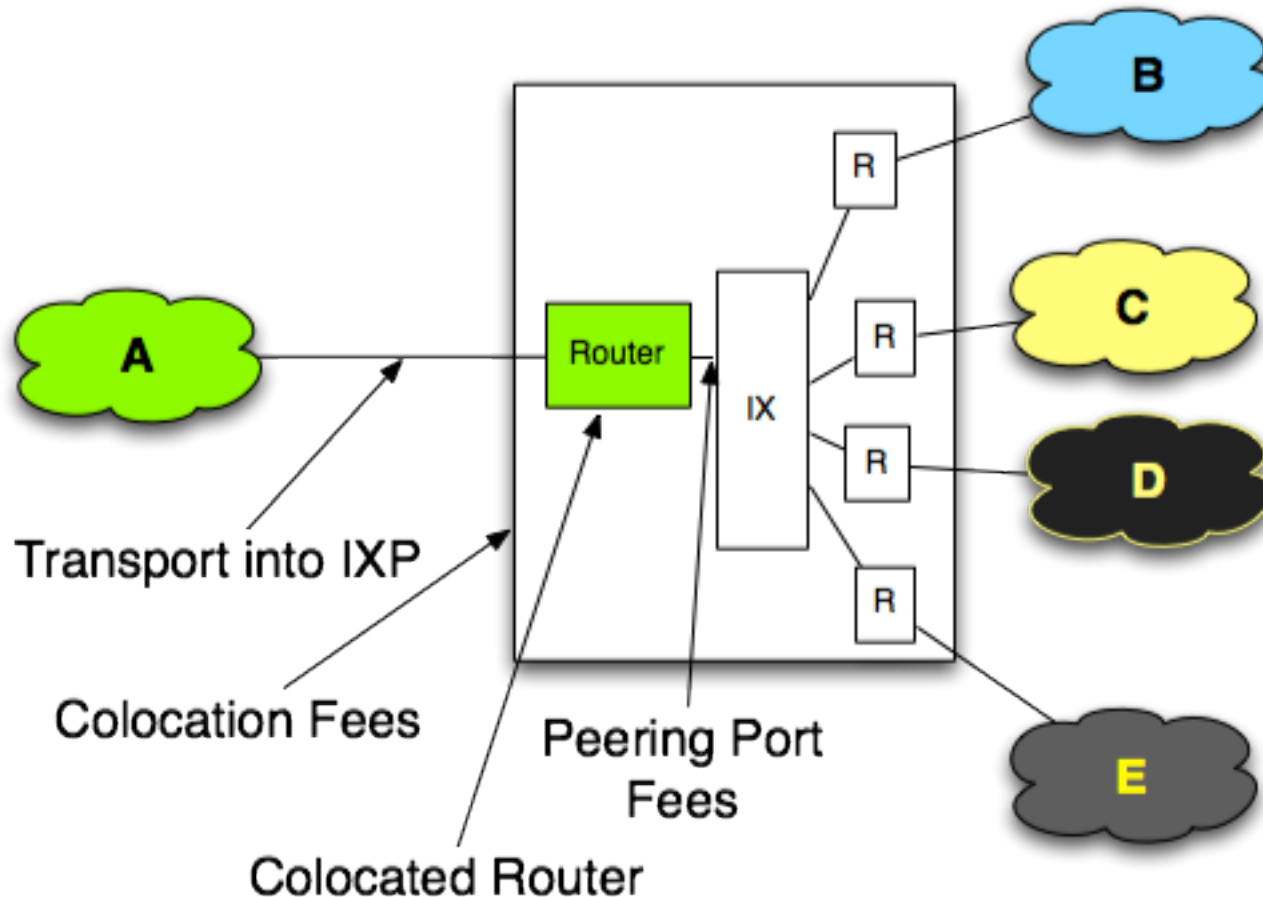 B
R
C
R
A
Router
IX
D
R
Transport into IXP
R
Colocation Fees
Peering Port
Fees
E
Colocated Router